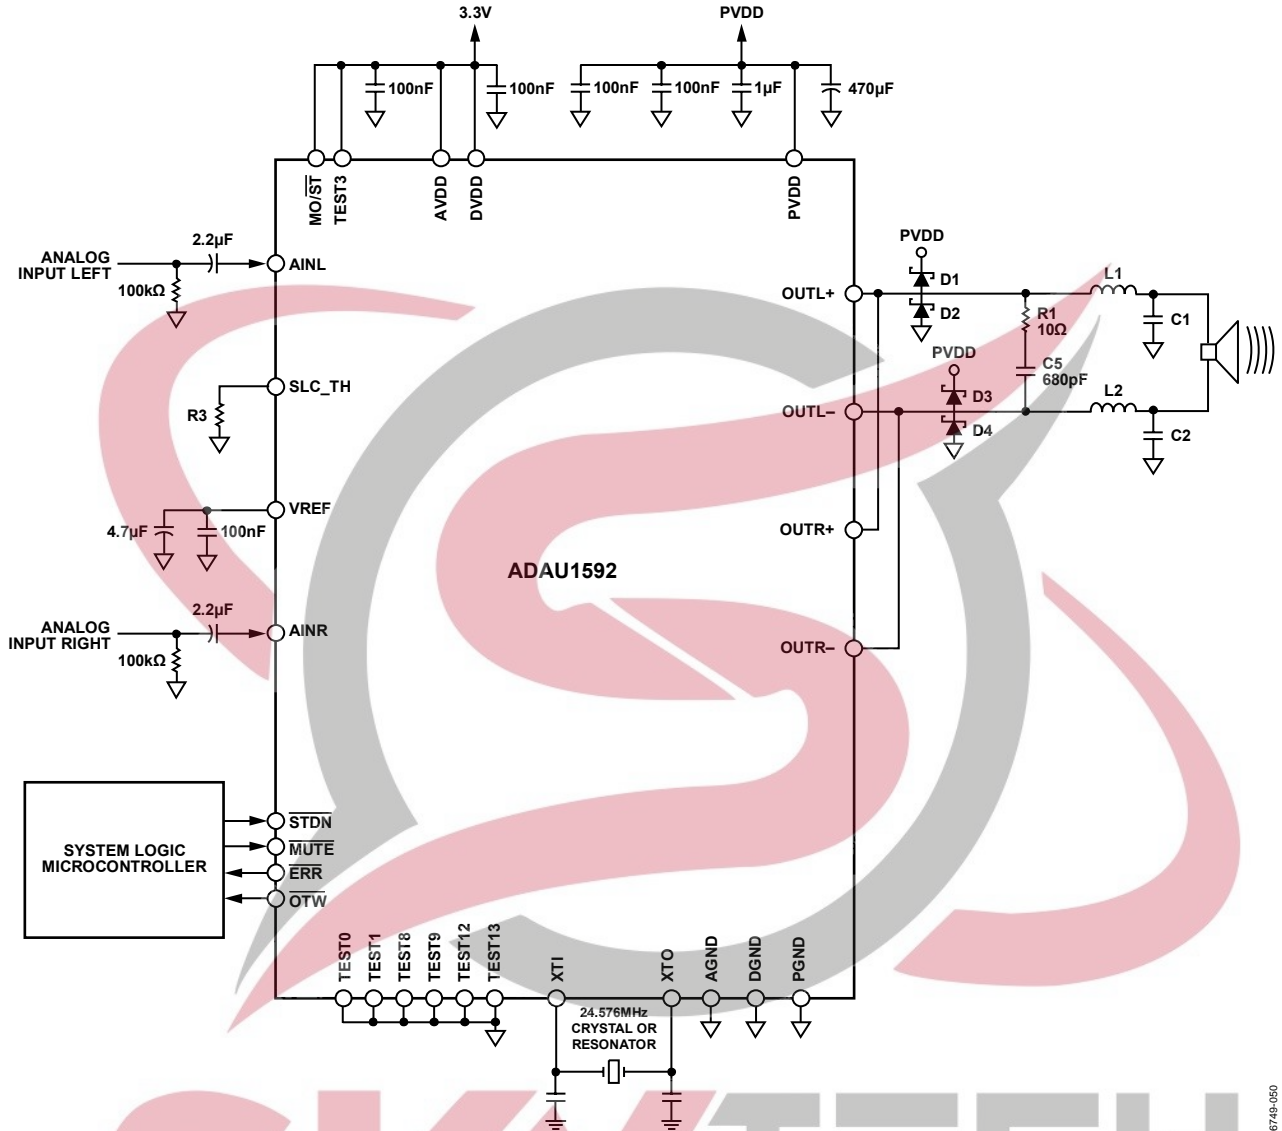 3.3V
PVDD
100nF
100nF
100nF
100nF
1µF
470µF
MO/ST
TEST3
AVDD
DVDD
PVDD
2.2µF
ANALOG
INPUT LEFT
100kΩ
AINL
PVDD
D1
D2
OUTL+
L1
C1
R1
10Ω
C5
680pF
PVDD
D3
D4
OUTL–
L2
C2
SLC_TH
R3
VREF
4.7µF
100nF
OUTR+
ADAU1592
2.2µF
ANALOG
INPUT RIGHT
100kΩ
AINR
OUTR–
SYSTEM LOGIC
MICROCONTROLLER
STDN
MUTE
ERR
OTW
TEST0
TEST1
TEST8
TEST9
TEST12
TEST13
XTI
XTO
AGND
DGND
PGND
24.576MHz
CRYSTAL OR
RESONATOR
6749-050